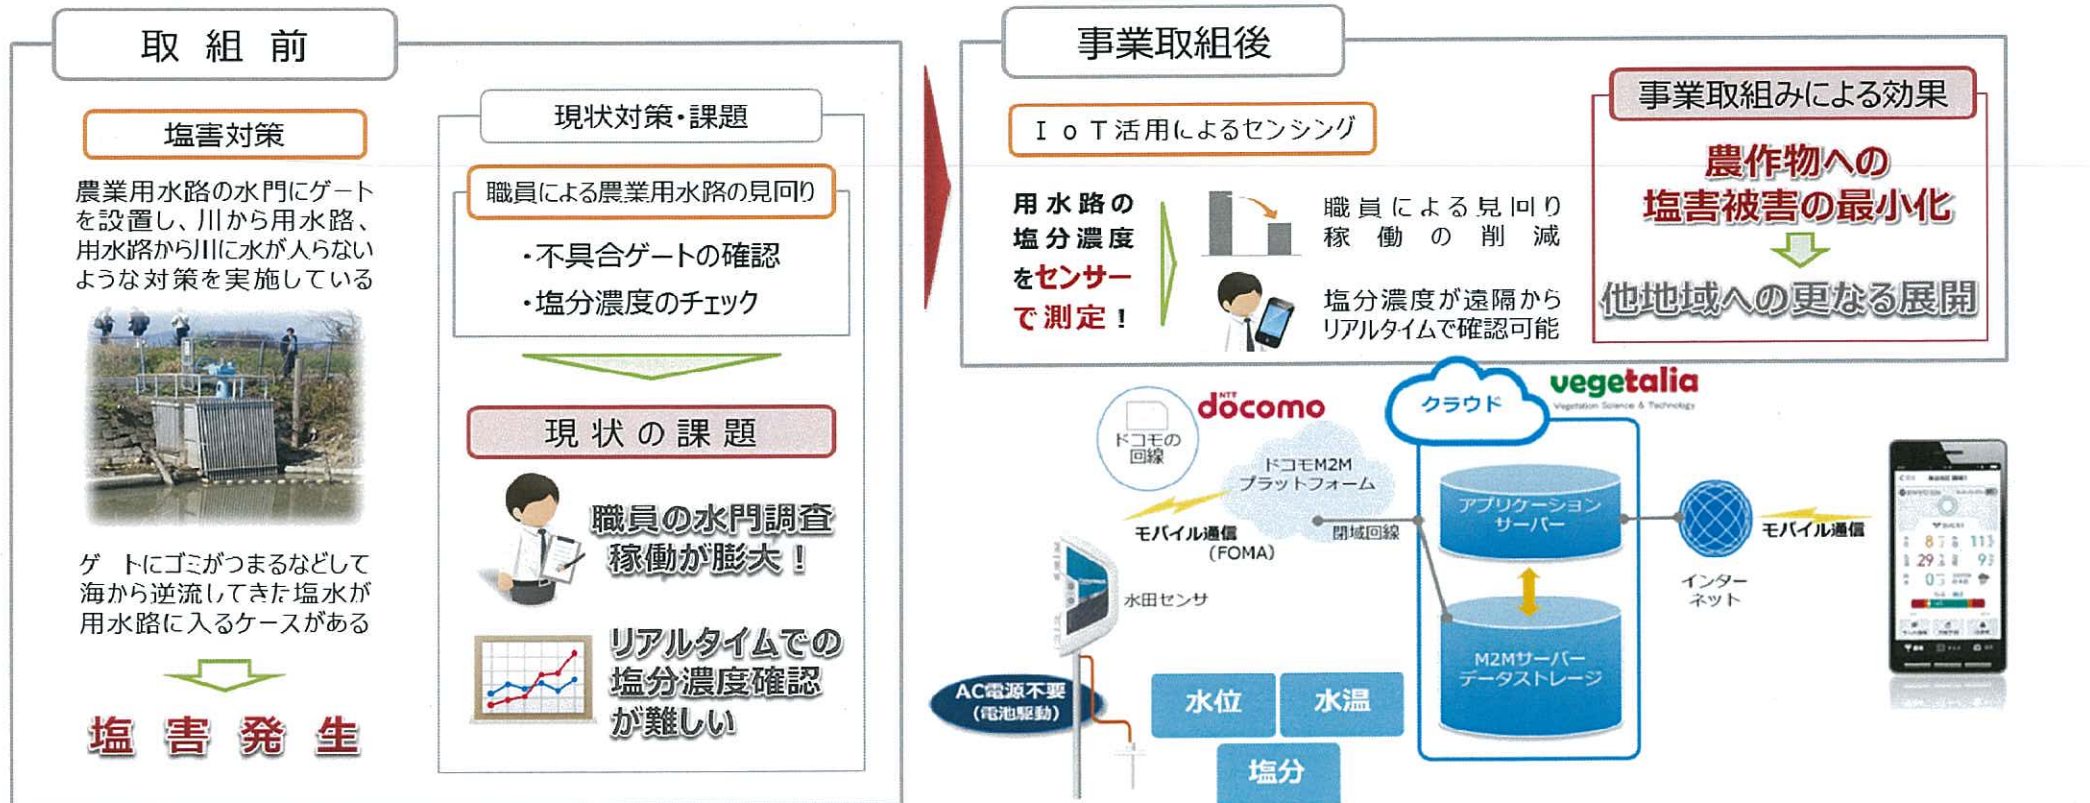 取組前
塩害対策
農業用水路の水門にゲート
を設置し、川から用水路、
用水路から川に水が入らない
ような対策を実施している
ゲートにゴミがつまるなどして
海から逆流してきた塩水が
用水路に入るケースがある
塩害発生
現状対策・課題
職員による農業用水路の見回り
・不具合ゲートの確認
・塩分濃度のチェック
現状の課題
職員の水門調査
稼働が膨大！
リアルタイムでの
塩分濃度確認
が難しい
事業取組後
IoT活用によるセンシング
用水路の
塩分濃度
をセンサー
で測定！
職員による見回り
稼働の削減
塩分濃度が遠隔から
リアルタイムで確認可能
事業取組みによる効果
農作物への
塩害被害の最小化
他地域への更なる展開
ドコモの
回線
NTT
döcomo
ドコモM2M
プラットフォーム
モバイル通信
(FOMA)
閉域回線
クラウド
vegetalia
Vegetation Science & Technology
アプリケーション
サーバー
M2Mサーバー
データストレージ
インター
ネット
モバイル通信
水田センサ
AC電源不要
(電池駆動)
水位
水温
塩分
8
11
29
9
0